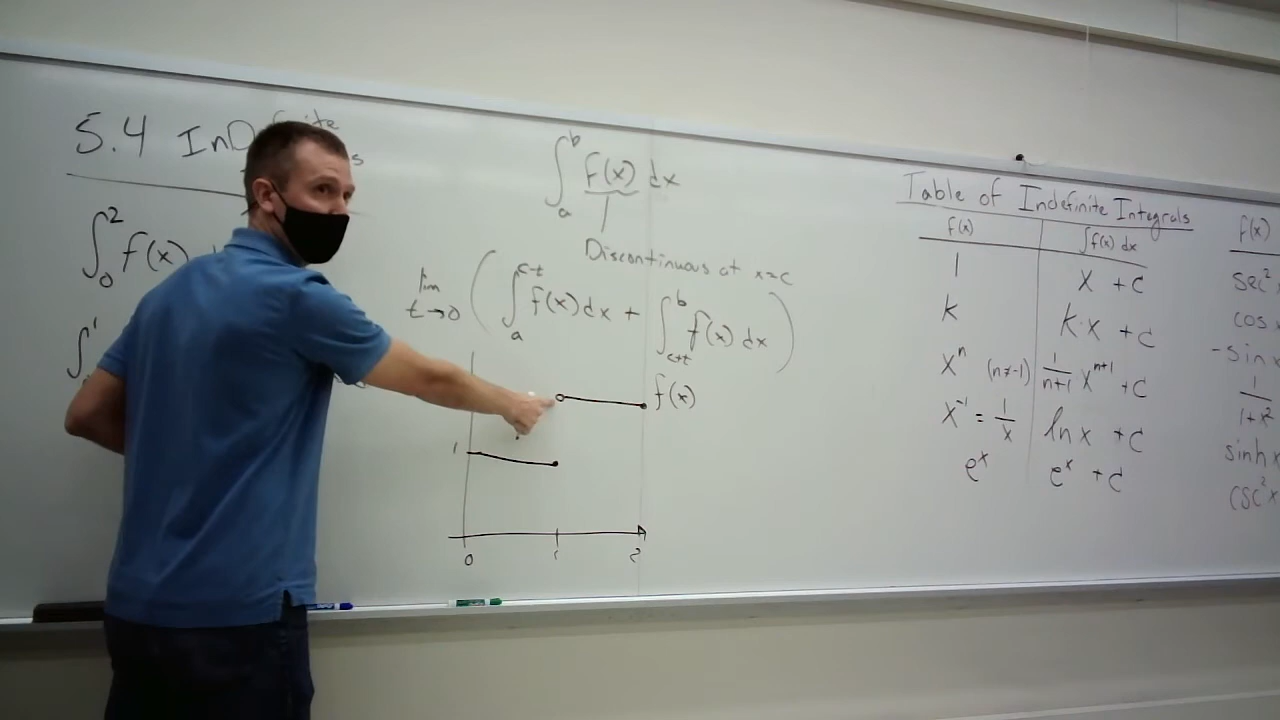 5.4 InD
∫₀² f(x)
∫¹
∫ₐᵇ f(x) dx
Discontinuous at x=c
lim t→0 ( ∫ₐ^(c-t) f(x)dx + ∫_(c+t)^b f(x) dx )
f(x)
1
0 1 2
Table of Indefinite Integrals
f(x) ∫f(x) dx
1 x + c
k k·x + c
xⁿ (n≠-1) 1/(n+1) xⁿ⁺¹ + c
x⁻¹ = 1/x ln x + c
eˣ eˣ + c
f(x)
sec²
cos x
-sin x
1/(1+x²)
sinh x
csc² x